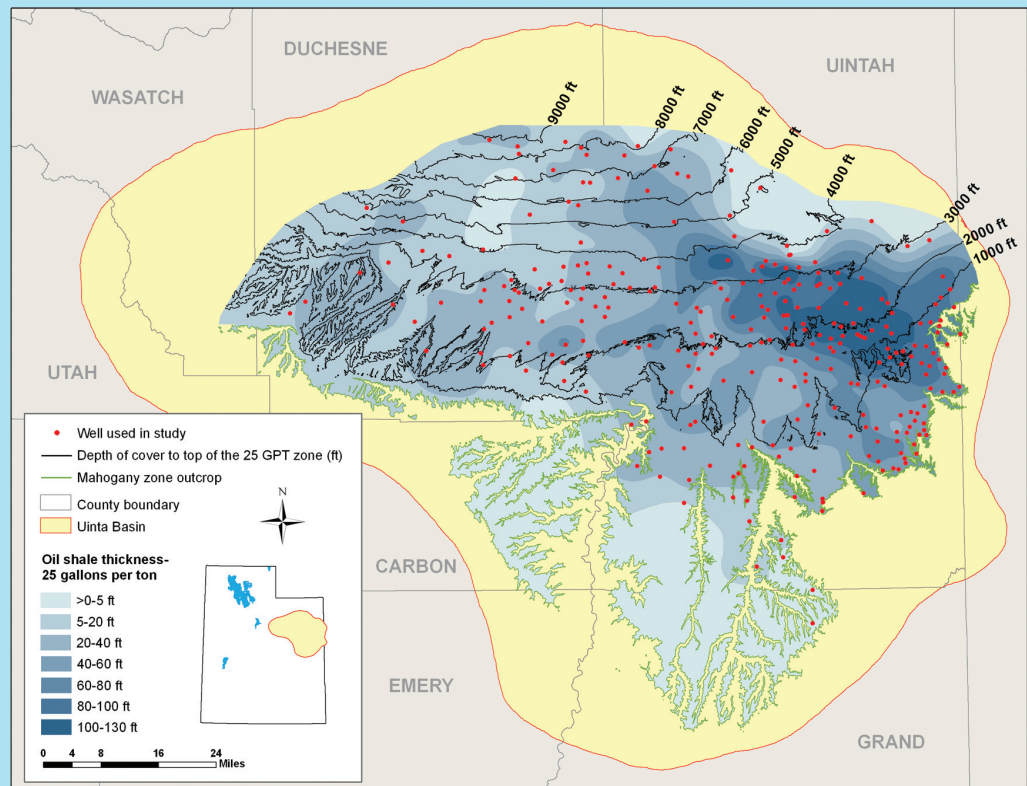 DUCHESNE
UINTAH
WASATCH
9000 ft
8000 ft
7000 ft
6000 ft
5000 ft
4000 ft
3000 ft
2000 ft
1000 ft
UTAH
CARBON
EMERY
GRAND
Well used in study
Depth of cover to top of the 25 GPT zone (ft)
Mahogany zone outcrop
County boundary
Uinta Basin
N
Oil shale thickness-
25 gallons per ton
>0-5 ft
5-20 ft
20-40 ft
40-60 ft
60-80 ft
80-100 ft
100-130 ft
0 4 8 16 24
Miles